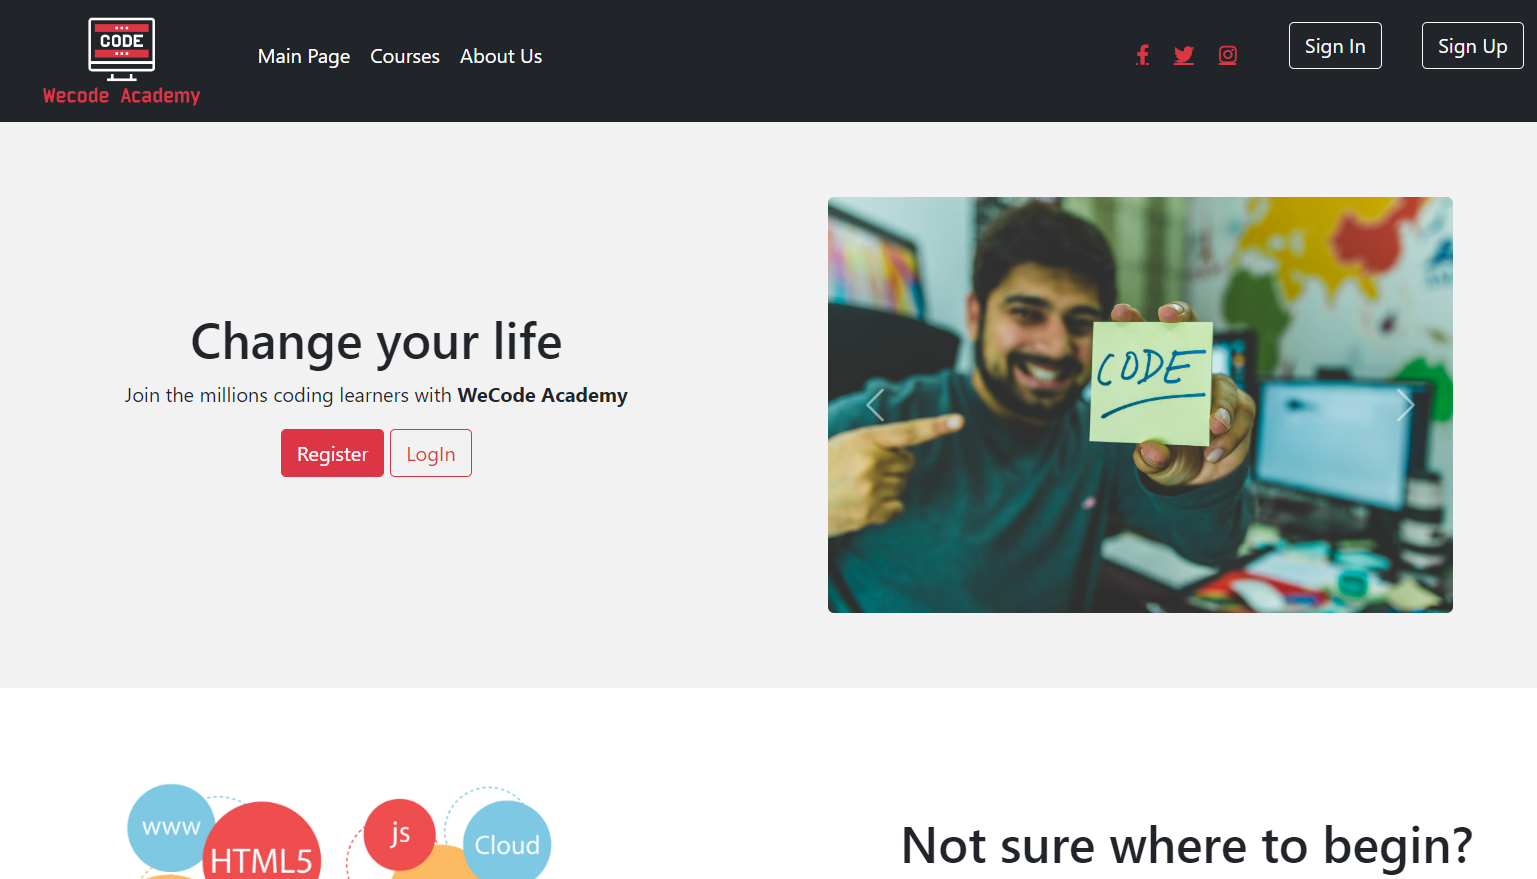 CODE
Wecode Academy
Main Page
Courses
About Us
Sign In
Sign Up
Change your life
Join the millions coding learners with WeCode Academy
Register
LogIn
CODE
www
HTML5
js
Cloud
Not sure where to begin?